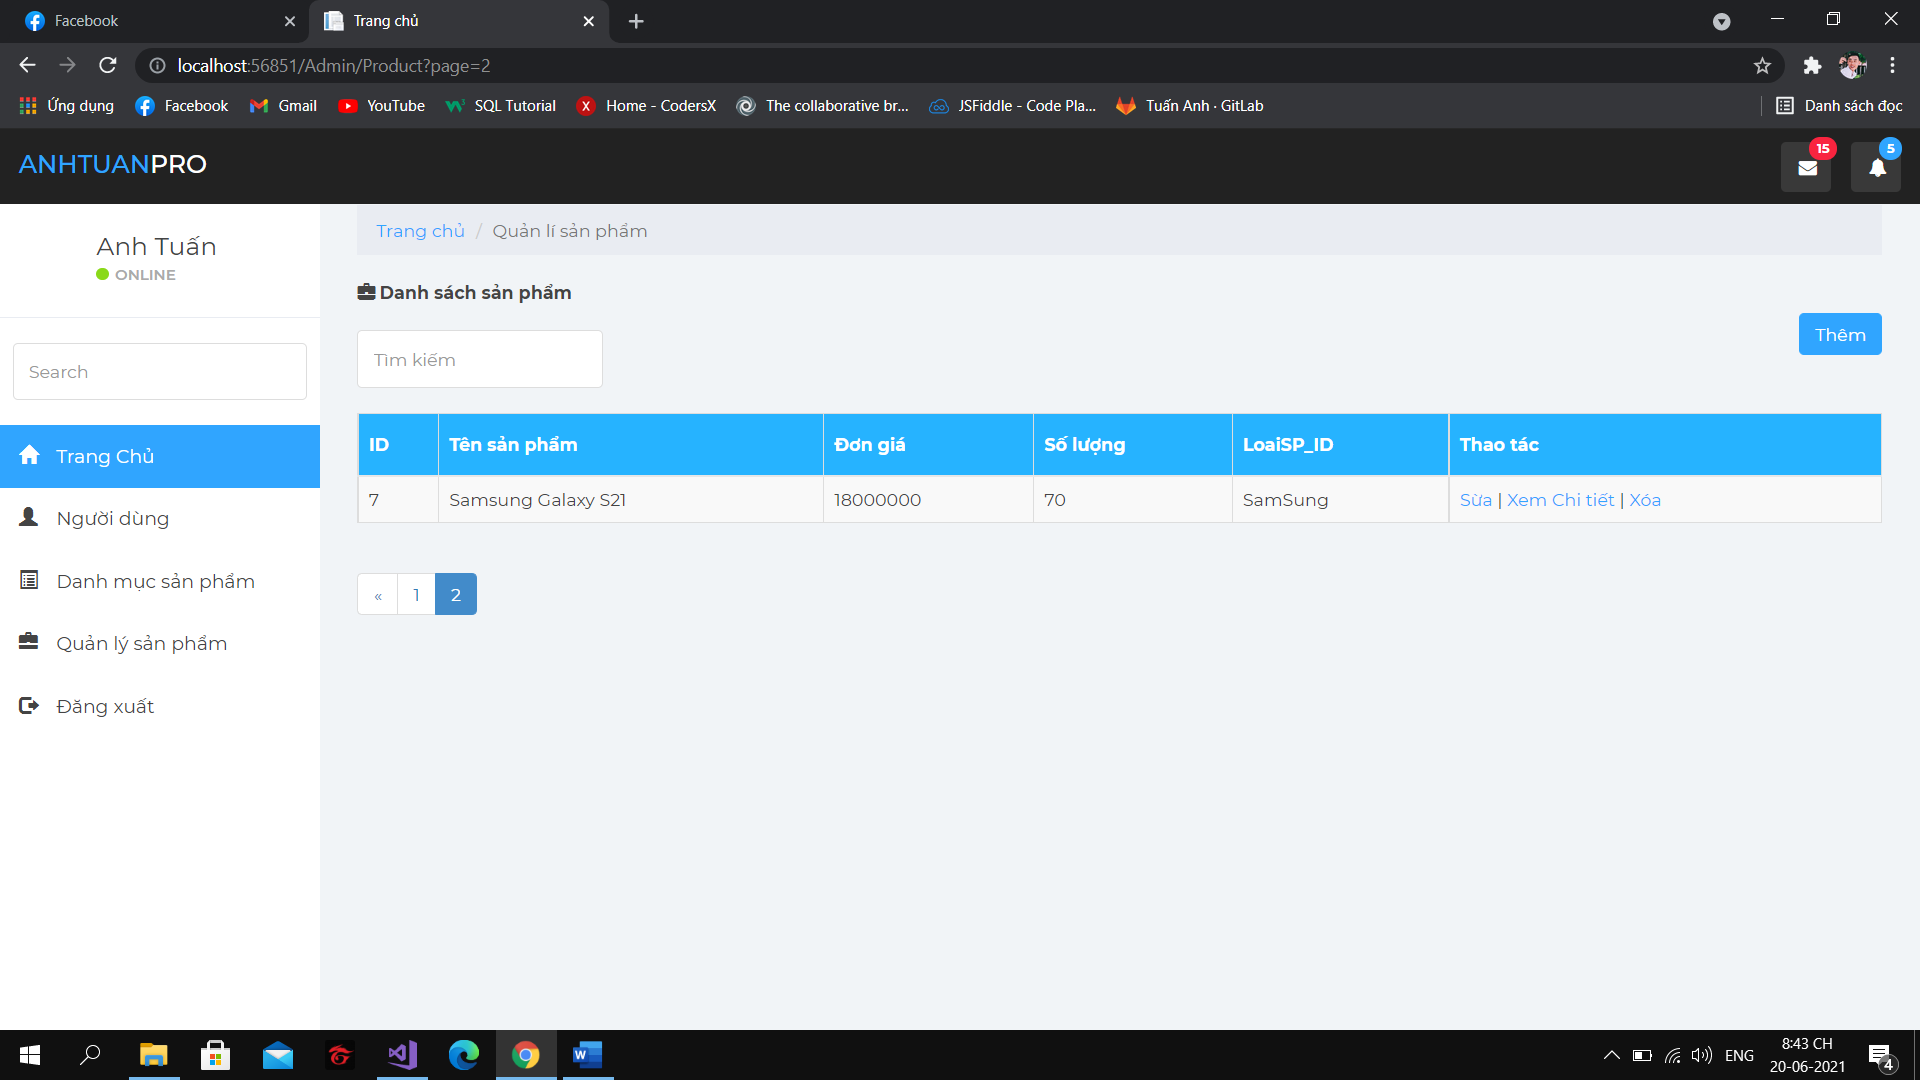 Facebook
Trang chủ
localhost:56851/Admin/Product?page=2
Ứng dụng Facebook Gmail YouTube SQL Tutorial Home - CodersX The collaborative br... JSFiddle - Code Pla... Tuấn Anh · GitLab Danh sách đọc
ANHTUANPRO
15
5
Anh Tuấn
ONLINE
Search
Trang Chủ
Người dùng
Danh mục sản phẩm
Quản lý sản phẩm
Đăng xuất
Trang chủ / Quản lí sản phẩm
Danh sách sản phẩm
Tìm kiếm
Thêm
ID Tên sản phẩm Đơn giá Số lượng LoaiSP_ID Thao tác
7 Samsung Galaxy S21 18000000 70 SamSung Sửa | Xem Chi tiết | Xóa
« 1 2
ENG
8:43 CH
20-06-2021
4